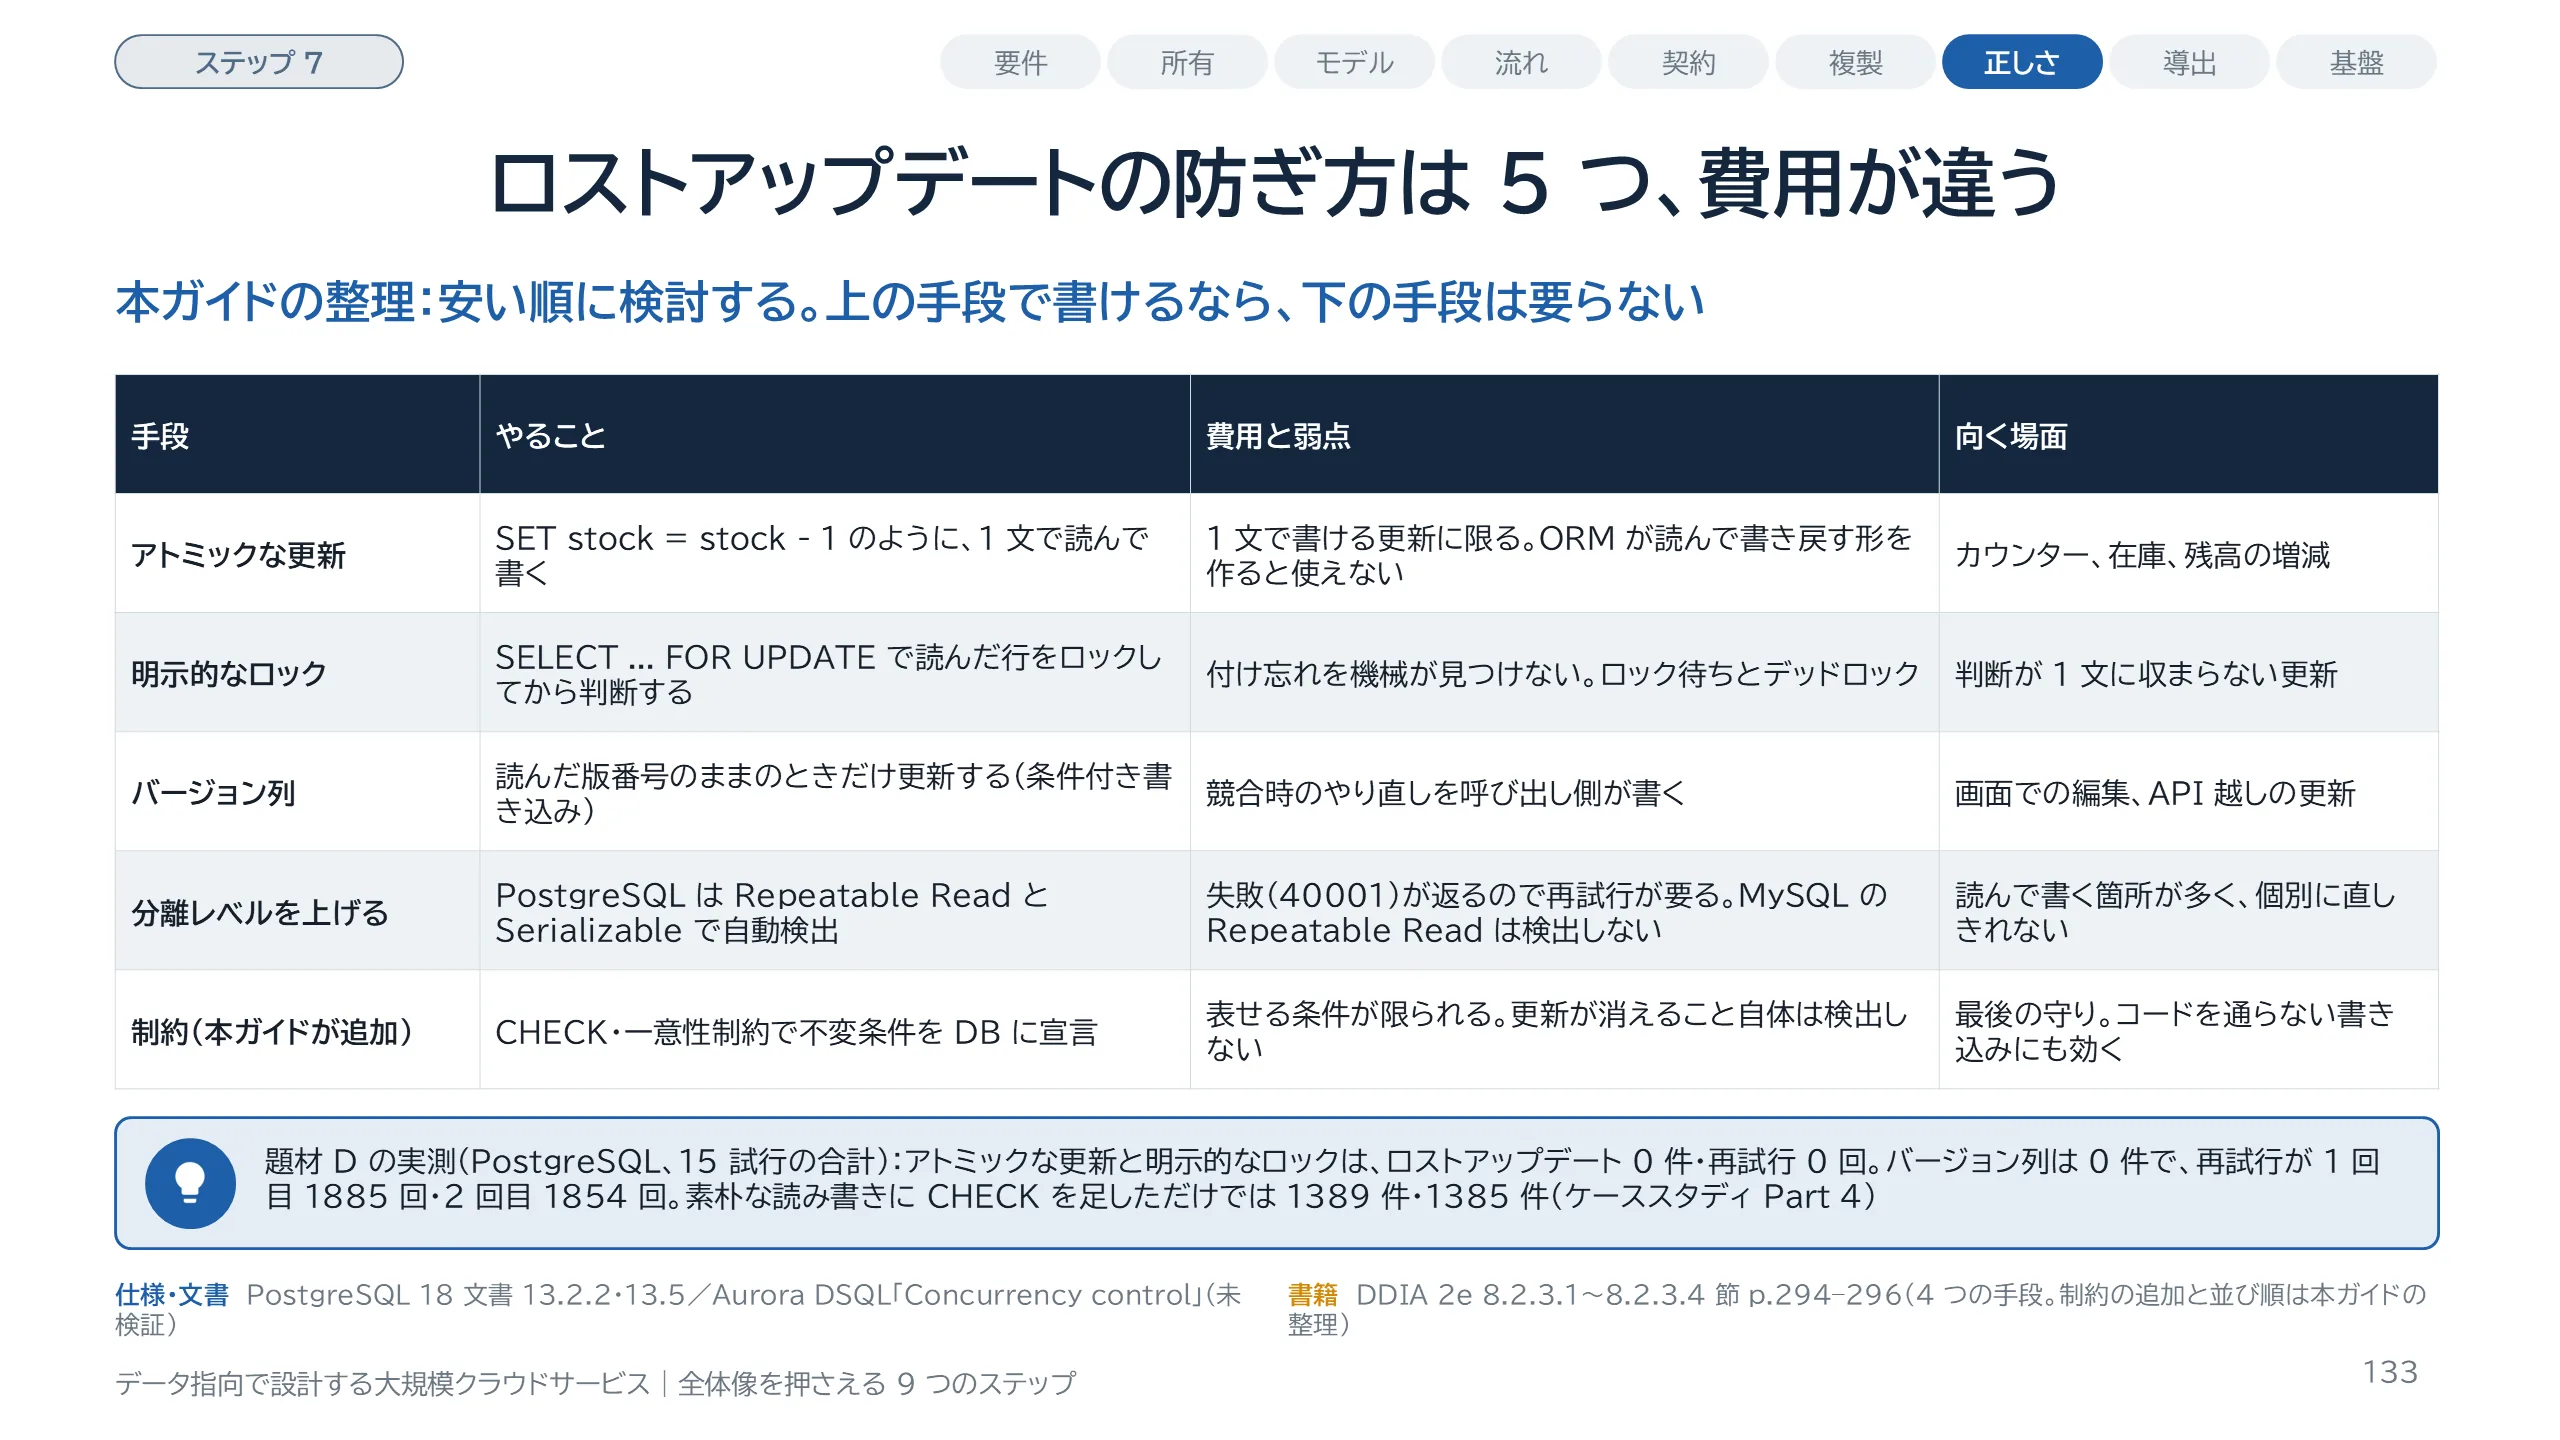 ステップ 7
要件
所有
モデル
流れ
契約
複製
正しさ
導出
基盤
ロストアップデートの防ぎ方は 5 つ、費用が違う
本ガイドの整理：安い順に検討する。上の手段で書けるなら、下の手段は要らない
手段
やること
費用と弱点
向く場面
アトミックな更新
SET stock = stock - 1 のように、1 文で読んで
書く
1 文で書ける更新に限る。ORM が読んで書き戻す形を
作ると使えない
カウンター、在庫、残高の増減
明示的なロック
SELECT ... FOR UPDATE で読んだ行をロックし
てから判断する
付け忘れを機械が見つけない。ロック待ちとデッドロック
判断が 1 文に収まらない更新
バージョン列
読んだ版番号のままのときだけ更新する（条件付き書
き込み）
競合時のやり直しを呼び出し側が書く
画面での編集、API 越しの更新
分離レベルを上げる
PostgreSQL は Repeatable Read と
Serializable で自動検出
失敗（40001）が返るので再試行が要る。MySQL の
Repeatable Read は検出しない
読んで書く箇所が多く、個別に直し
きれない
制約（本ガイドが追加）
CHECK・一意性制約で不変条件を DB に宣言
表せる条件が限られる。更新が消えること自体は検出し
ない
最後の守り。コードを通らない書き
込みにも効く
題材 D の実測（PostgreSQL、15 試行の合計）：アトミックな更新と明示的なロックは、ロストアップデート 0 件・再試行 0 回。バージョン列は 0 件で、再試行が 1 回
目 1885 回・2 回目 1854 回。素朴な読み書きに CHECK を足しただけでは 1389 件・1385 件（ケーススタディ Part 4）
仕様・文書 PostgreSQL 18 文書 13.2.2・13.5／Aurora DSQL「Concurrency control」（未
検証）
書籍 DDIA 2e 8.2.3.1～8.2.3.4 節 p.294–296（4 つの手段。制約の追加と並び順は本ガイドの
整理）
データ指向で設計する大規模クラウドサービス｜全体像を押さえる 9 つのステップ
133